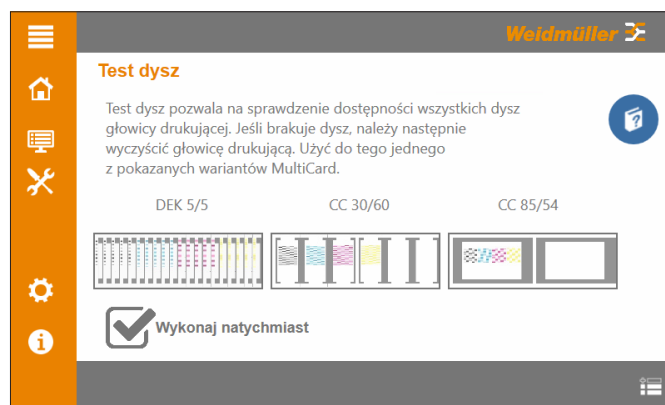 Weidmüller
Test dysz
Test dysz pozwala na sprawdzenie dostępności wszystkich dysz
głowicy drukującej. Jeśli brakuje dysz, należy następnie
wyczyścić głowicę drukującą. Użyć do tego jednego
z pokazanych wariantów MultiCard.
DEK 5/5
CC 30/60
CC 85/54
Wykonaj natychmiast